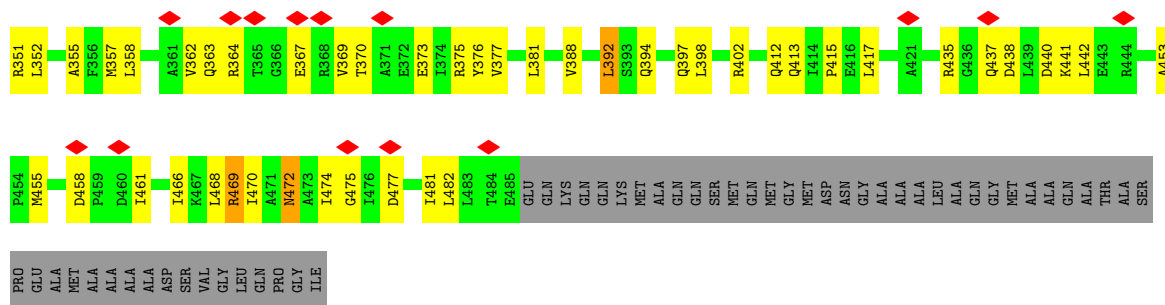 R351 L352 A355 F356 M357 L358 A361 V362 Q363 R364 T365 G366 E367 R368 V369 T370 A371 E372 E373 I374 R375 Y376 V377 L381 V388 L392 S393 Q394 Q397 L398 R402 Q412 Q413 I414 P415 E416 L417 A421 R435 G436 Q437 D438 L439 D440 K441 L442 E443 R444 A453
P454 M455 D458 P459 D460 I461 I466 K467 L468 R469 I470 A471 N472 A473 I474 G475 I476 D477 I481 L482 L483 T484 E485 GLU GLN LYS GLN GLN LYS MET ALA GLN GLN SER MET GLN MET GLY MET ASP ASN GLY ALA ALA ALA LEU ALA GLN GLY MET ALA ALA GLN ALA THR ALA SER
PRO GLU ALA MET ALA ALA ALA ALA ASP SER VAL GLY LEU GLN PRO GLY ILE